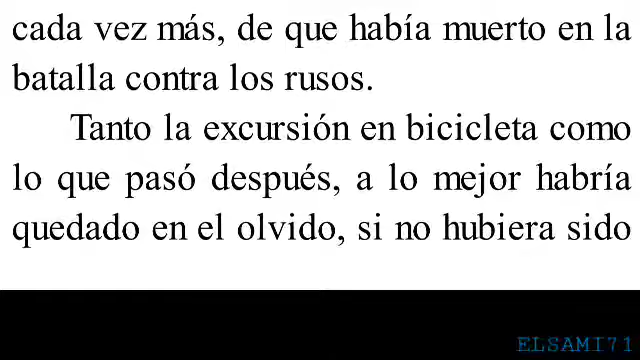 cada vez más, de que había muerto en la
batalla contra los rusos.
Tanto la excursión en bicicleta como
lo que pasó después, a lo mejor habría
quedado en el olvido, si no hubiera sido
ELSAMI71